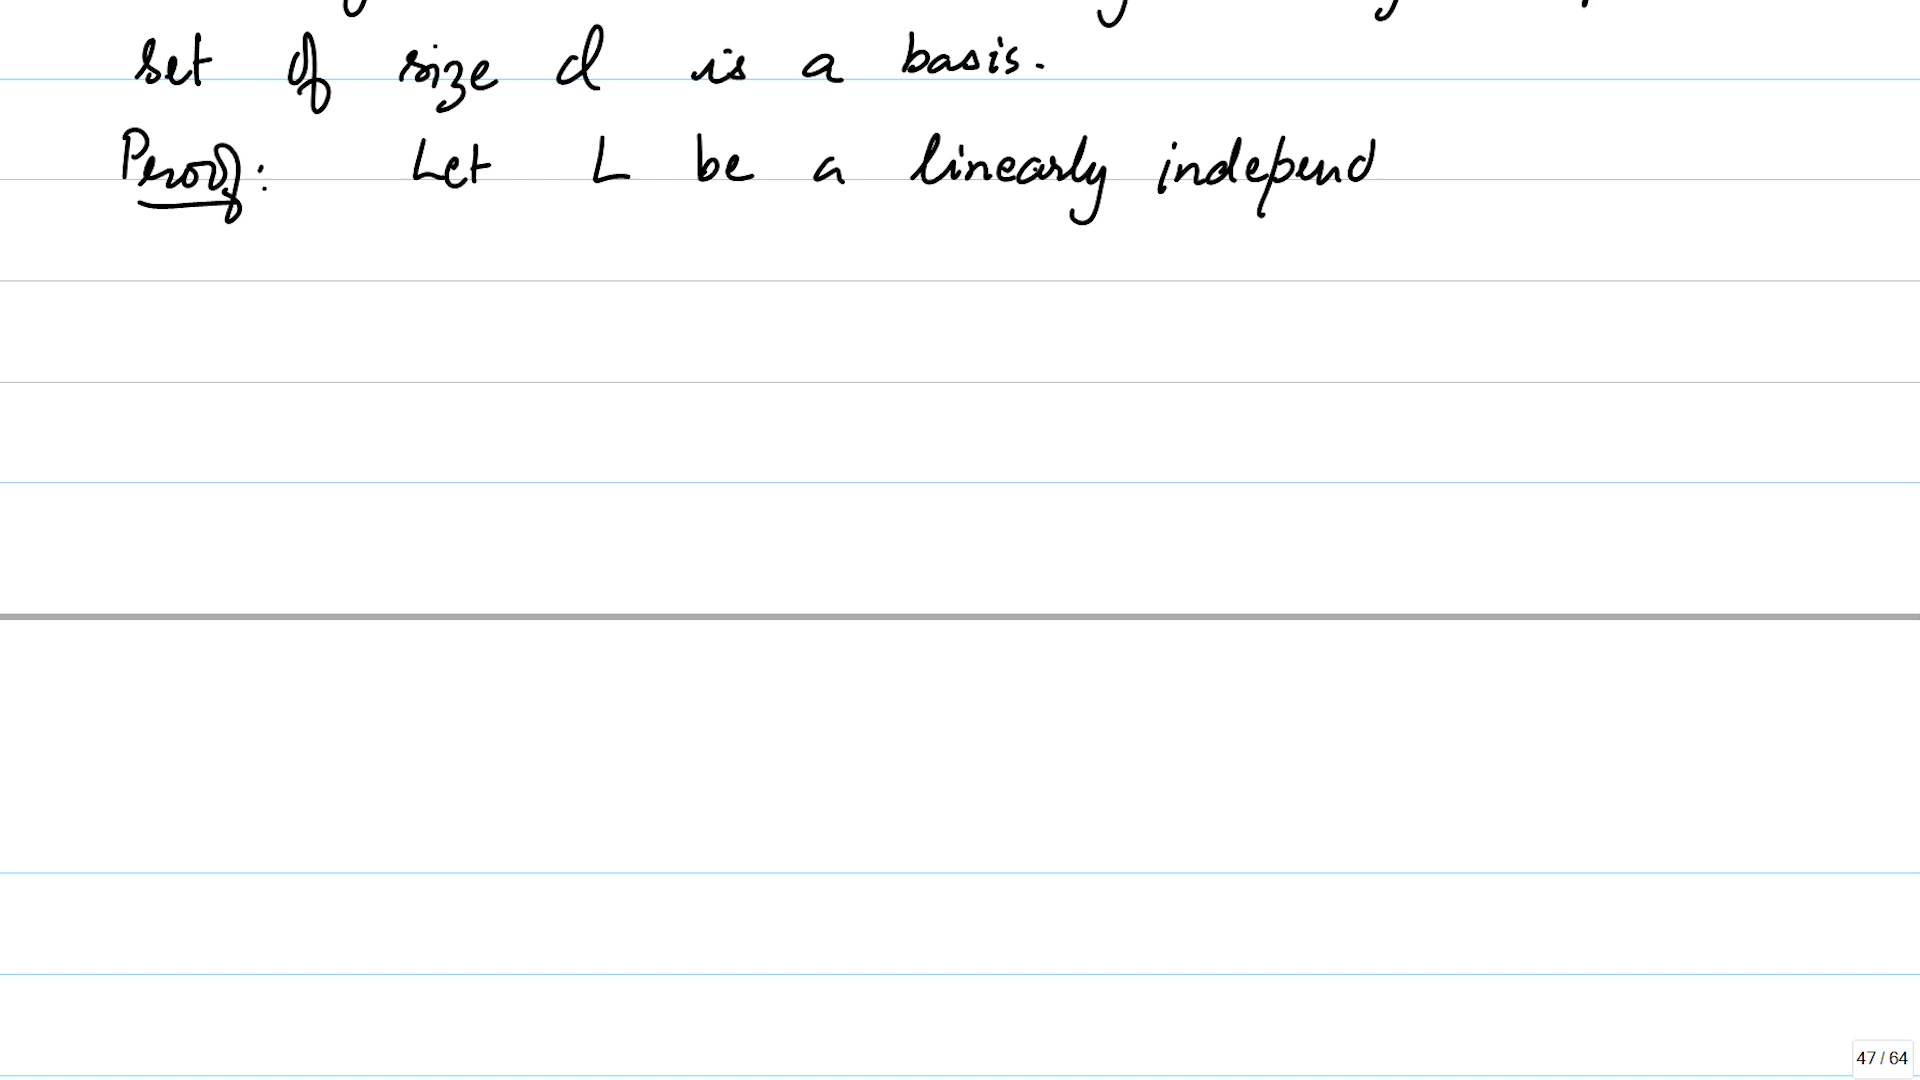 set of size d is a basis.
Proof: Let L be a linearly independ
47 / 64